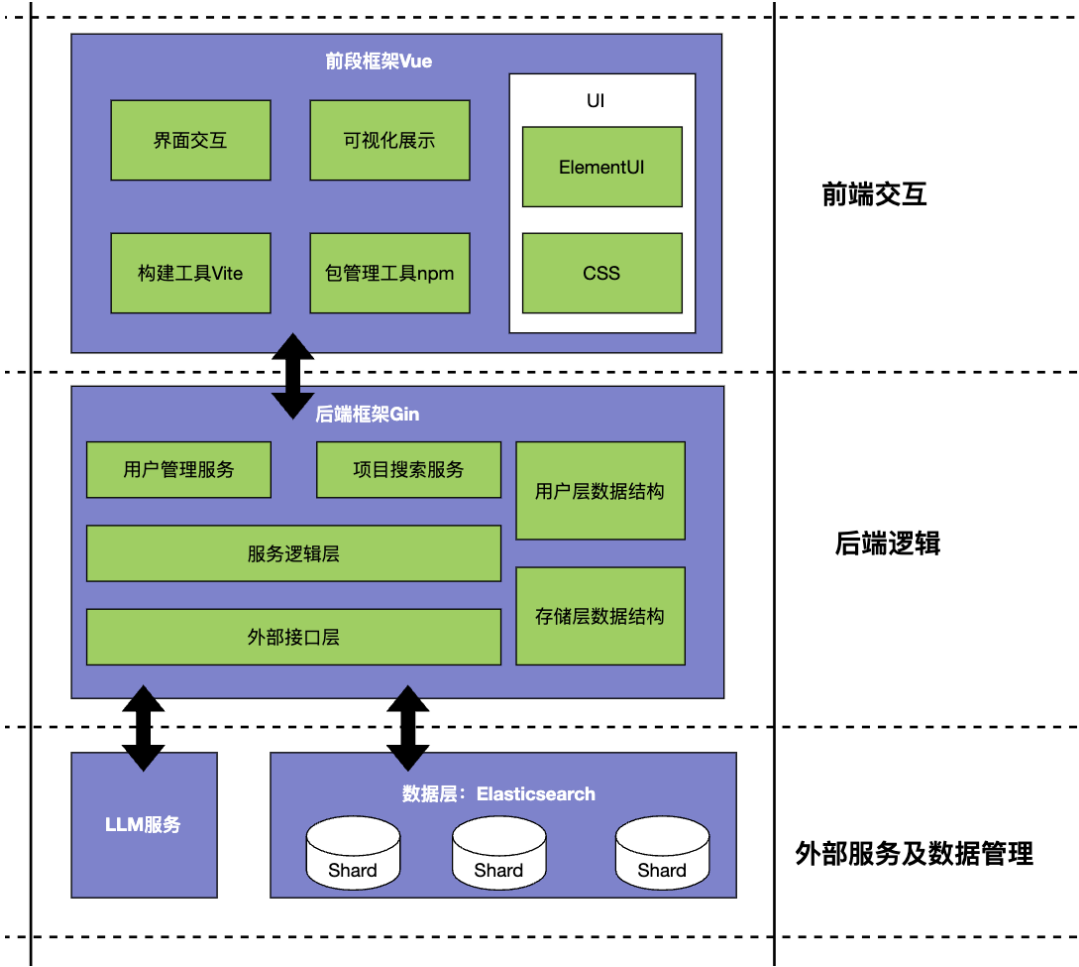 前段框架Vue
UI
界面交互
可视化展示
ElementUI
构建工具Vite
包管理工具npm
CSS
前端交互
后端框架Gin
用户管理服务
项目搜索服务
用户层数据结构
服务逻辑层
存储层数据结构
外部接口层
后端逻辑
LLM服务
数据层：Elasticsearch
Shard
Shard
Shard
外部服务及数据管理